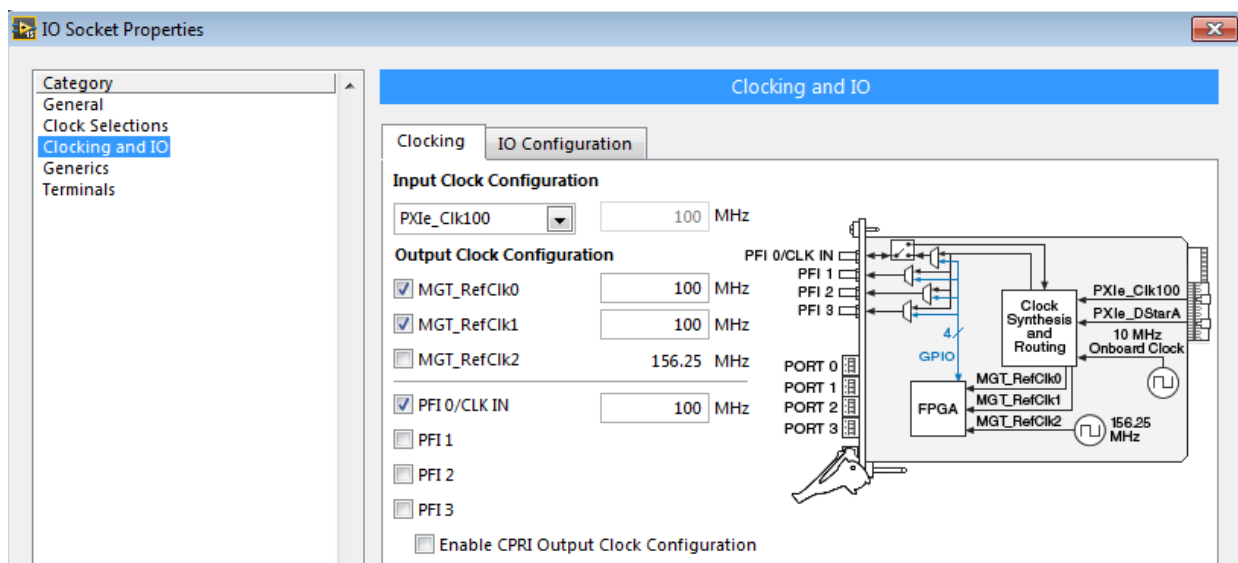 IO Socket Properties
Category
General
Clock Selections
Clocking and IO
Generics
Terminals
Clocking and IO
Clocking
IO Configuration
Input Clock Configuration
PXIe_Clk100
100 MHz
Output Clock Configuration
MGT_RefClk0 100 MHz
MGT_RefClk1 100 MHz
MGT_RefClk2 156.25 MHz
PFI 0/CLK IN 100 MHz
PFI 1
PFI 2
PFI 3
Enable CPRI Output Clock Configuration
PFI 0/CLK IN
PFI 1
PFI 2
PFI 3
4
GPIO
PORT 0
PORT 1
PORT 2
PORT 3
FPGA
Clock
Synthesis
and
Routing
PXIe_Clk100
PXIe_DStarA
10 MHz
Onboard Clock
MGT_RefClk0
MGT_RefClk1
MGT_RefClk2
156.25
MHz